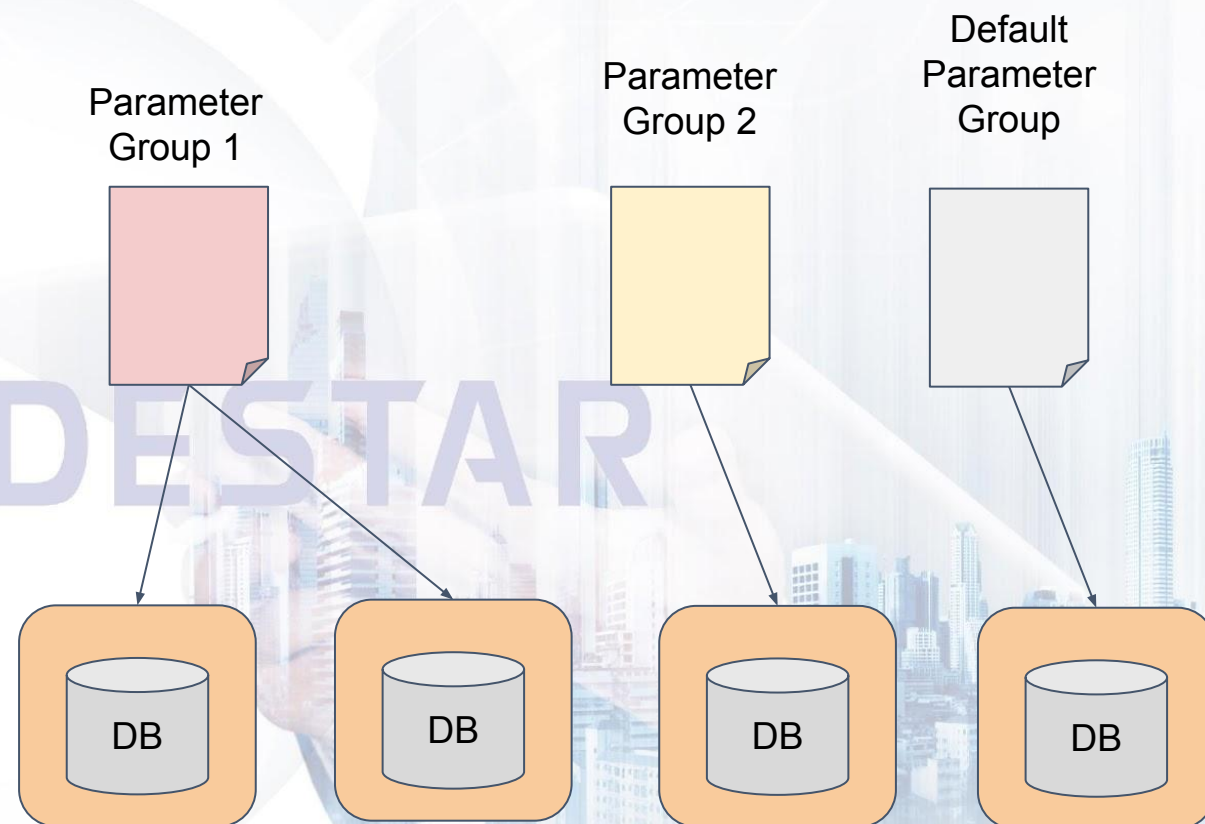 Parameter
Group 1
Parameter
Group 2
Default
Parameter
Group
DESTAR
DB
DB
DB
DB